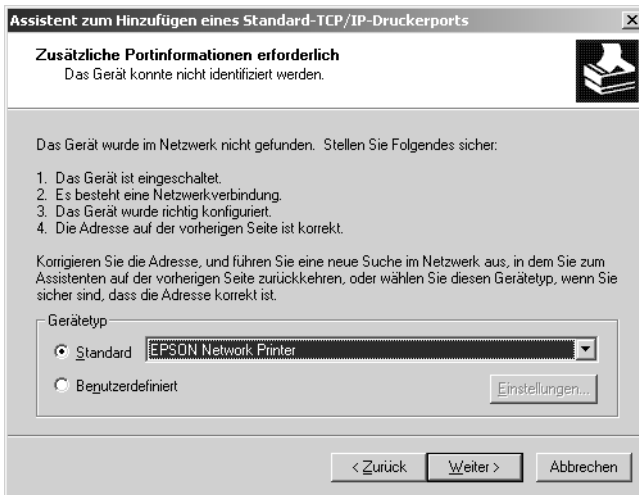 Assistent zum Hinzufügen eines Standard-TCP/IP-Druckerports
Zusätzliche Portinformationen erforderlich
Das Gerät konnte nicht identifiziert werden.
Das Gerät wurde im Netzwerk nicht gefunden. Stellen Sie Folgendes sicher:
1. Das Gerät ist eingeschaltet.
2. Es besteht eine Netzwerkverbindung.
3. Das Gerät wurde richtig konfiguriert.
4. Die Adresse auf der vorherigen Seite ist korrekt.
Korrigieren Sie die Adresse, und führen Sie eine neue Suche im Netzwerk aus, in dem Sie zum
Assistenten auf der vorherigen Seite zurückkehren, oder wählen Sie diesen Gerätetyp, wenn Sie
sicher sind, dass die Adresse korrekt ist.
Gerätetyp
Standard EPSON Network Printer
Benutzerdefiniert Einstellungen...
< Zurück Weiter > Abbrechen